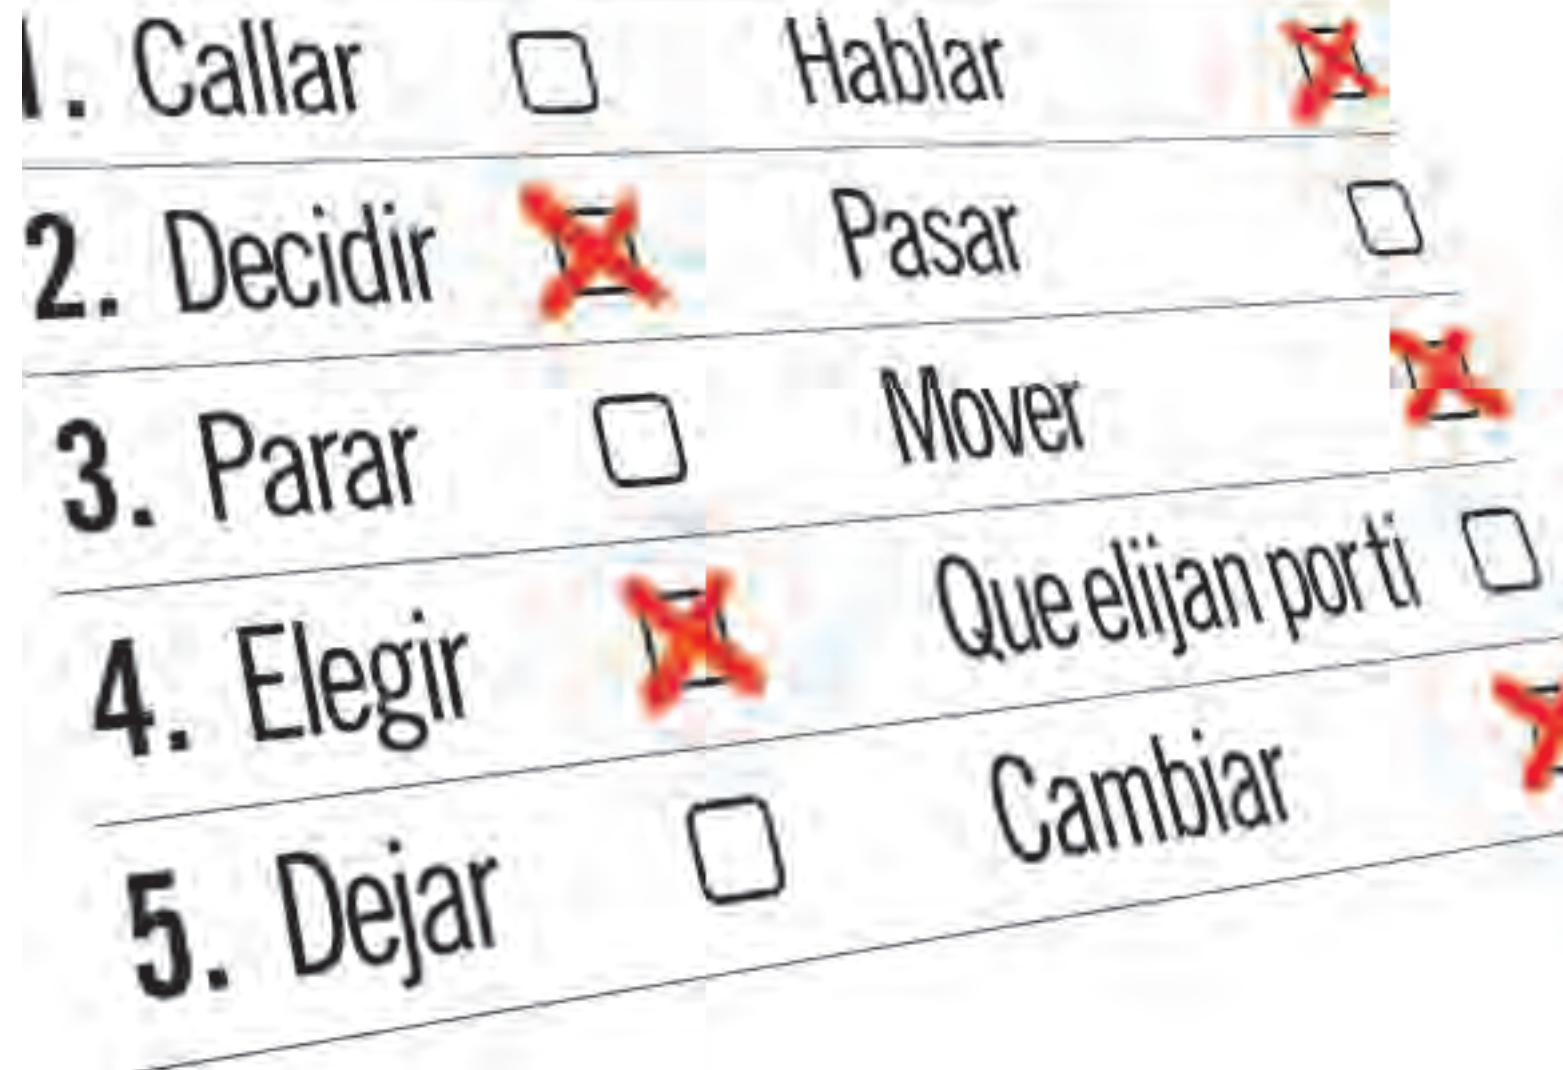 1. Callar Hablar
2. Decidir Pasar
3. Parar Mover
4. Elegir Que elijan por ti
5. Dejar Cambiar